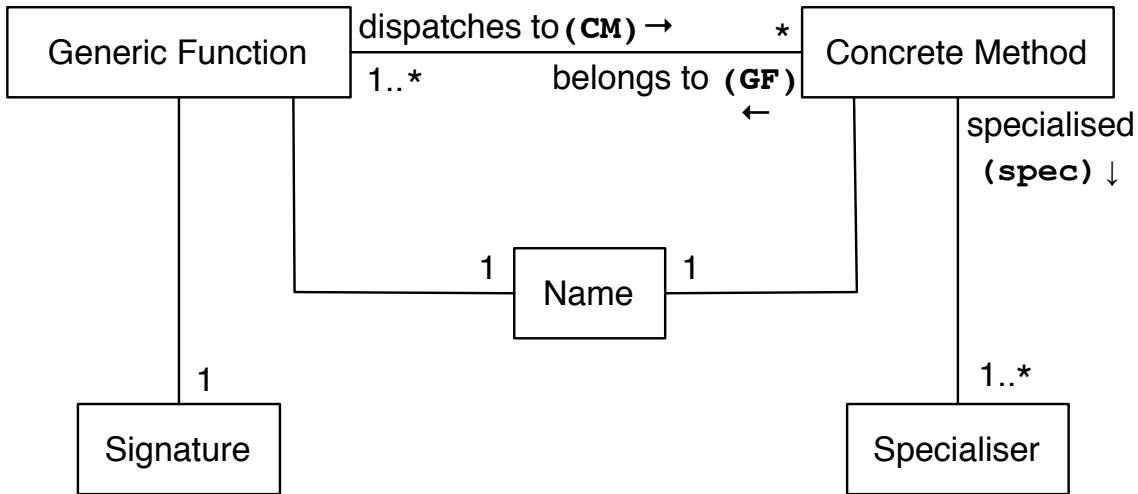 Generic Function
dispatches to (CM) →
*
Concrete Method
1..*
belongs to (GF)
←
specialised
(spec) ↓
1
Name
1
1
1..*
Signature
Specialiser